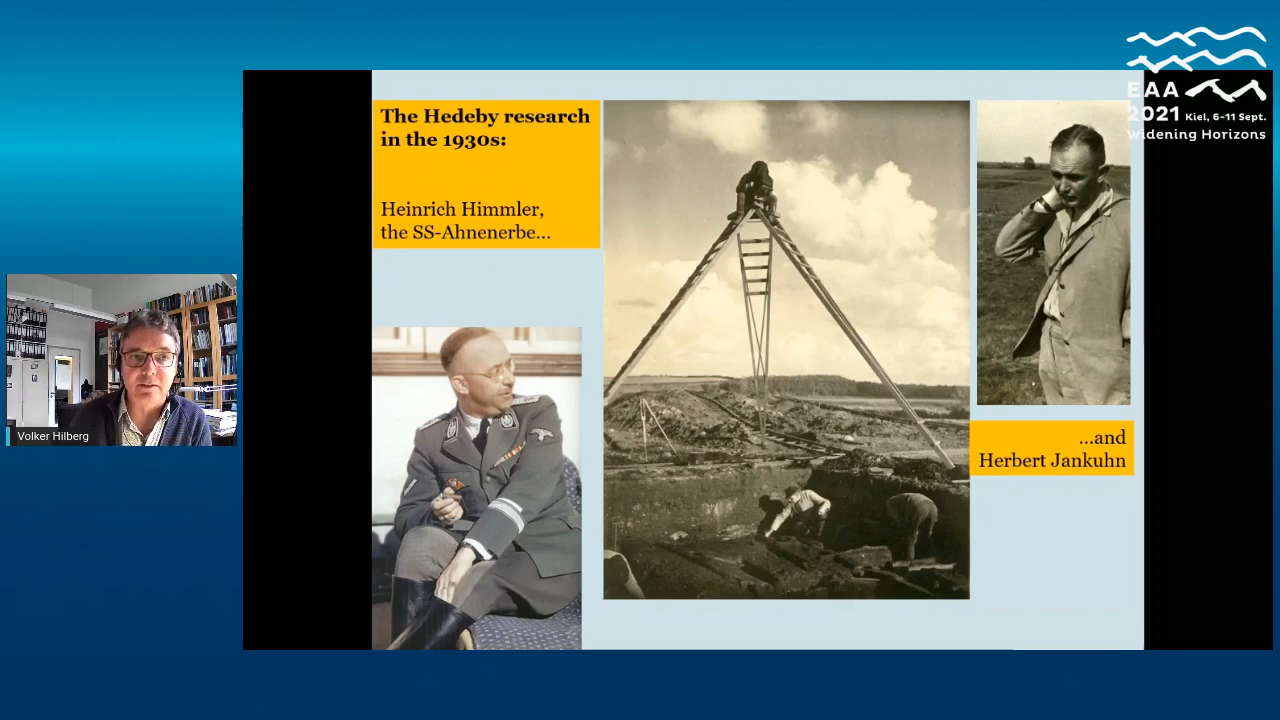 The Hedeby research
in the 1930s:
Heinrich Himmler,
the SS-Ahnenerbe...
...and
Herbert Jankuhn
EAA
2021 Kiel, 6-11 Sept.
Widening Horizons
Volker Hilberg